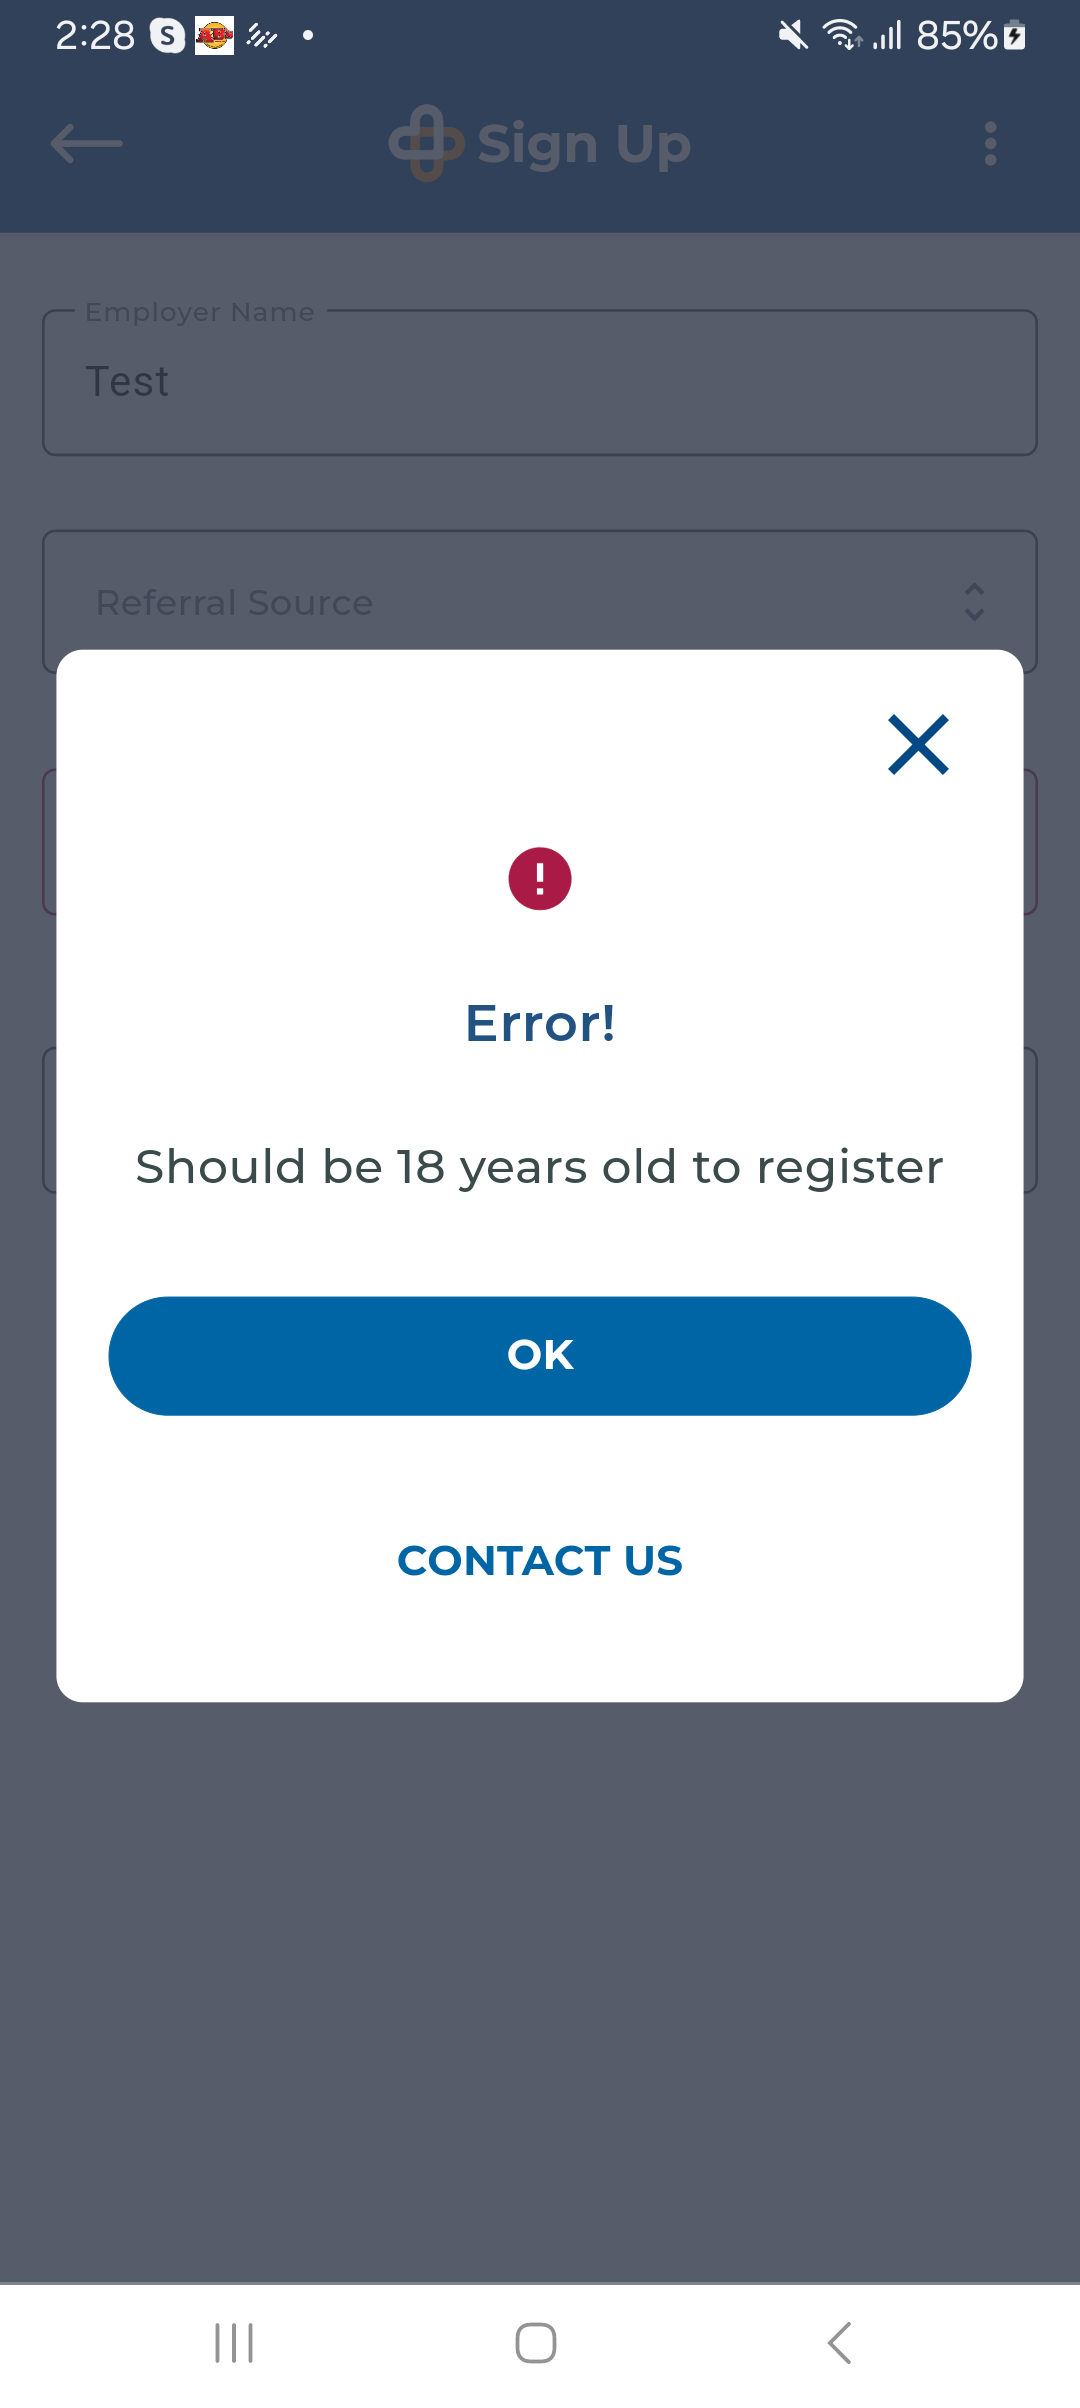 2:28 S 85%
Sign Up
Employer Name
Test
Referral Source
Error!
Should be 18 years old to register
OK
CONTACT US